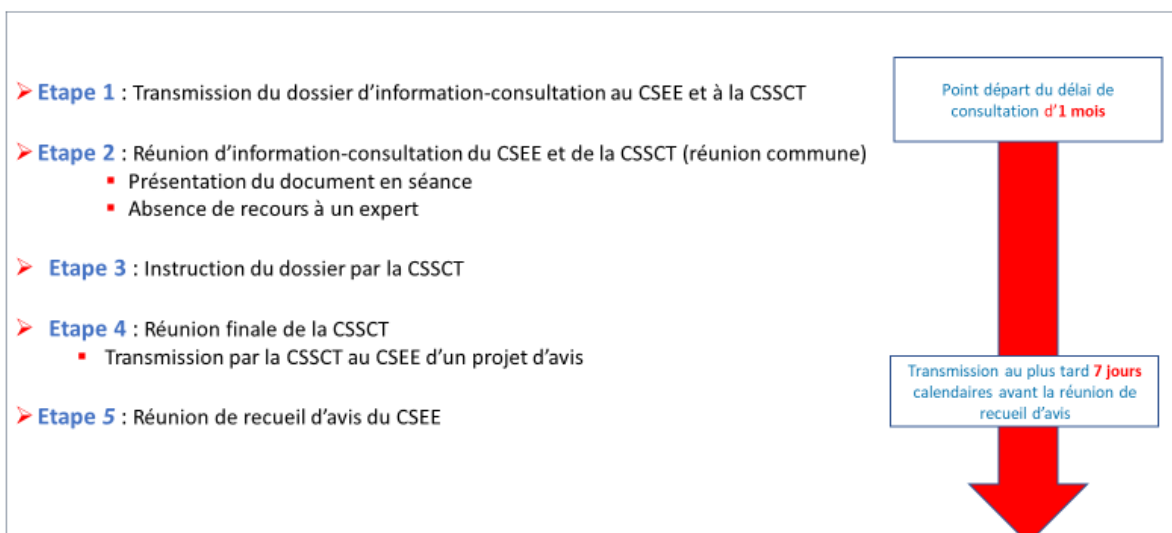 ➢ Etape 1 : Transmission du dossier d'information-consultation au CSEE et à la CSSCT
Point départ du délai de
consultation d'1 mois
➢ Etape 2 : Réunion d'information-consultation du CSEE et de la CSSCT (réunion commune)
▪ Présentation du document en séance
▪ Absence de recours à un expert
➢ Etape 3 : Instruction du dossier par la CSSCT
➢ Etape 4 : Réunion finale de la CSSCT
▪ Transmission par la CSSCT au CSEE d'un projet d'avis
Transmission au plus tard 7 jours
calendaires avant la réunion de
recueil d'avis
➢ Etape 5 : Réunion de recueil d'avis du CSEE